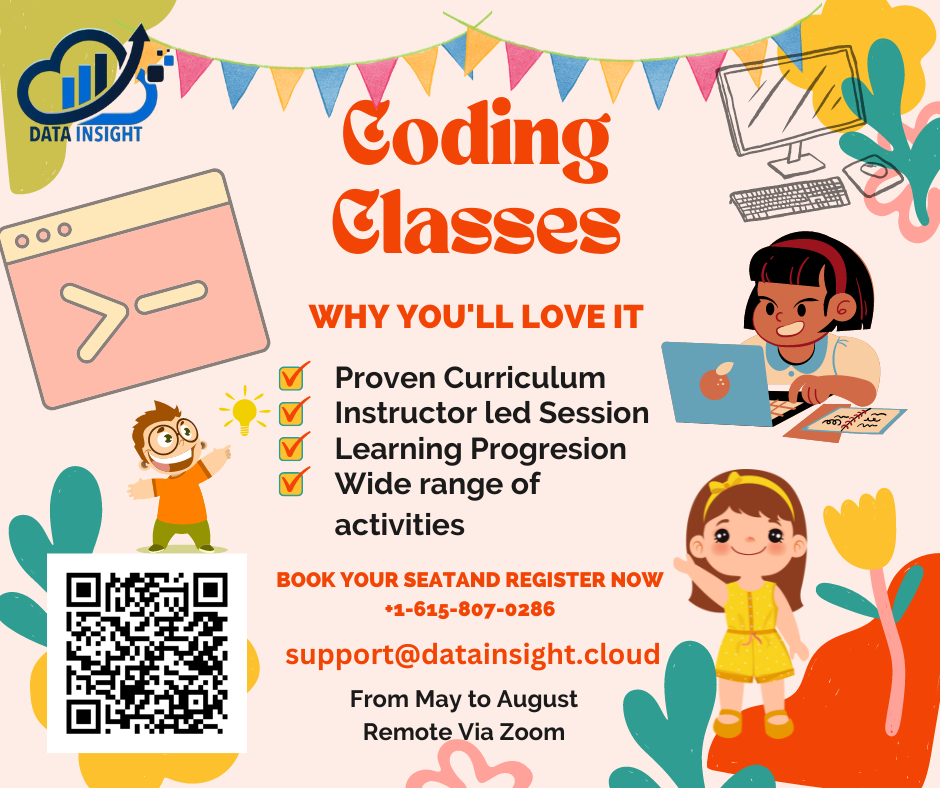 DATA INSIGHT
Coding
Classes
WHY YOU'LL LOVE IT
Proven Curriculum
Instructor led Session
Learning Progresion
Wide range of
activities
BOOK YOUR SEATAND REGISTER NOW
+1-615-807-0286
support@datainsight.cloud
From May to August
Remote Via Zoom